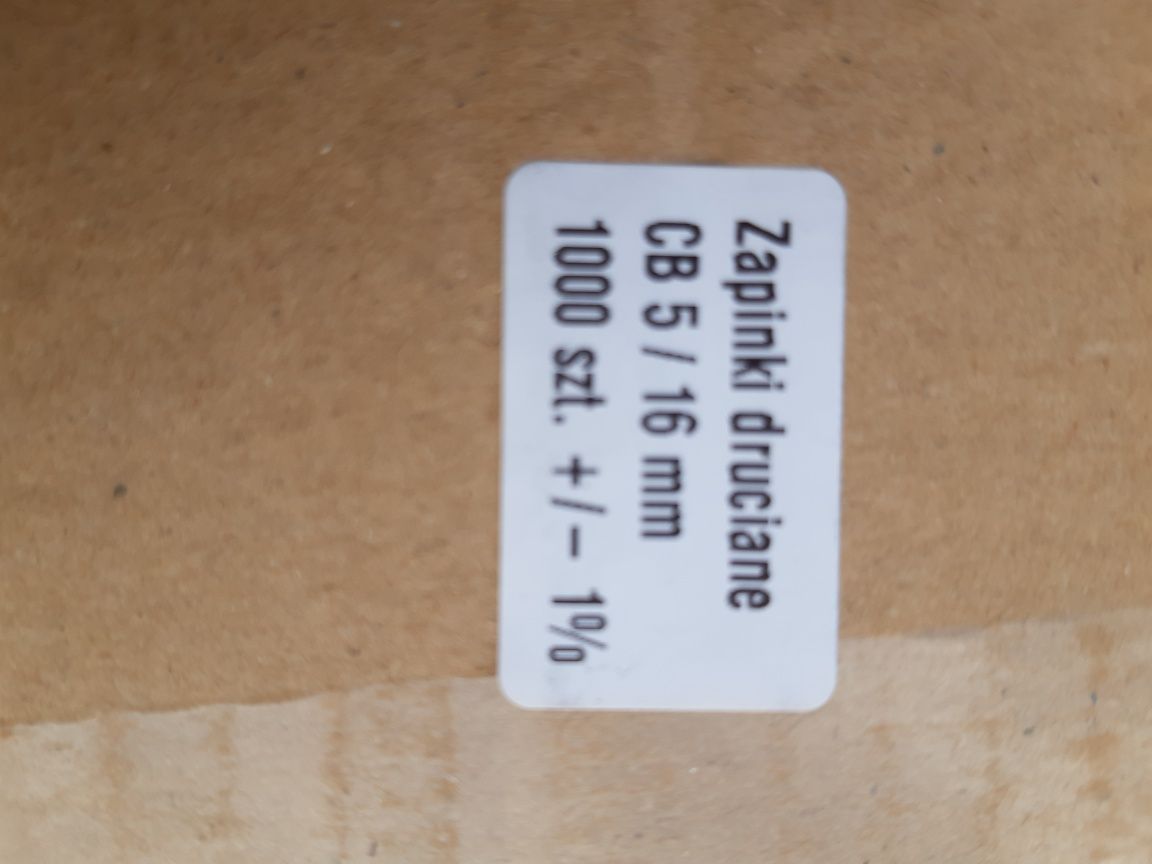 Zapinki druciane
CB 5 / 16 mm
1000 szt. +/- 1%